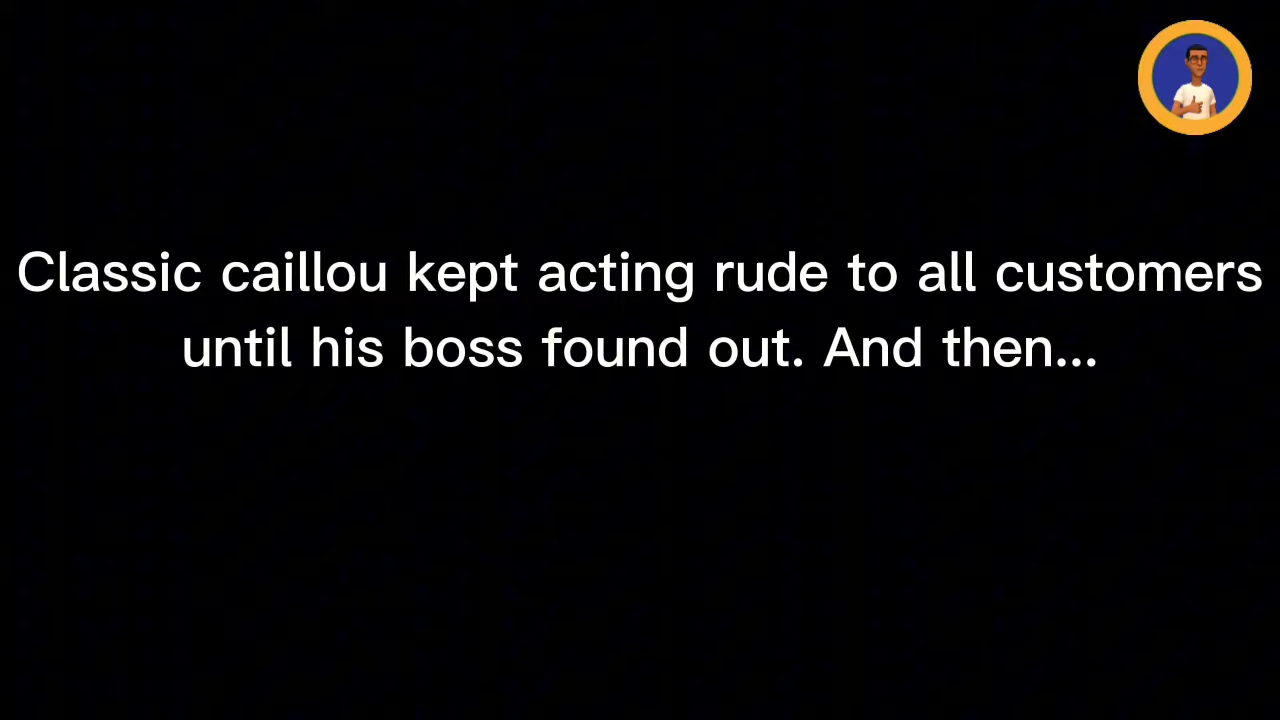 Classic caillou kept acting rude to all customers
until his boss found out. And then...